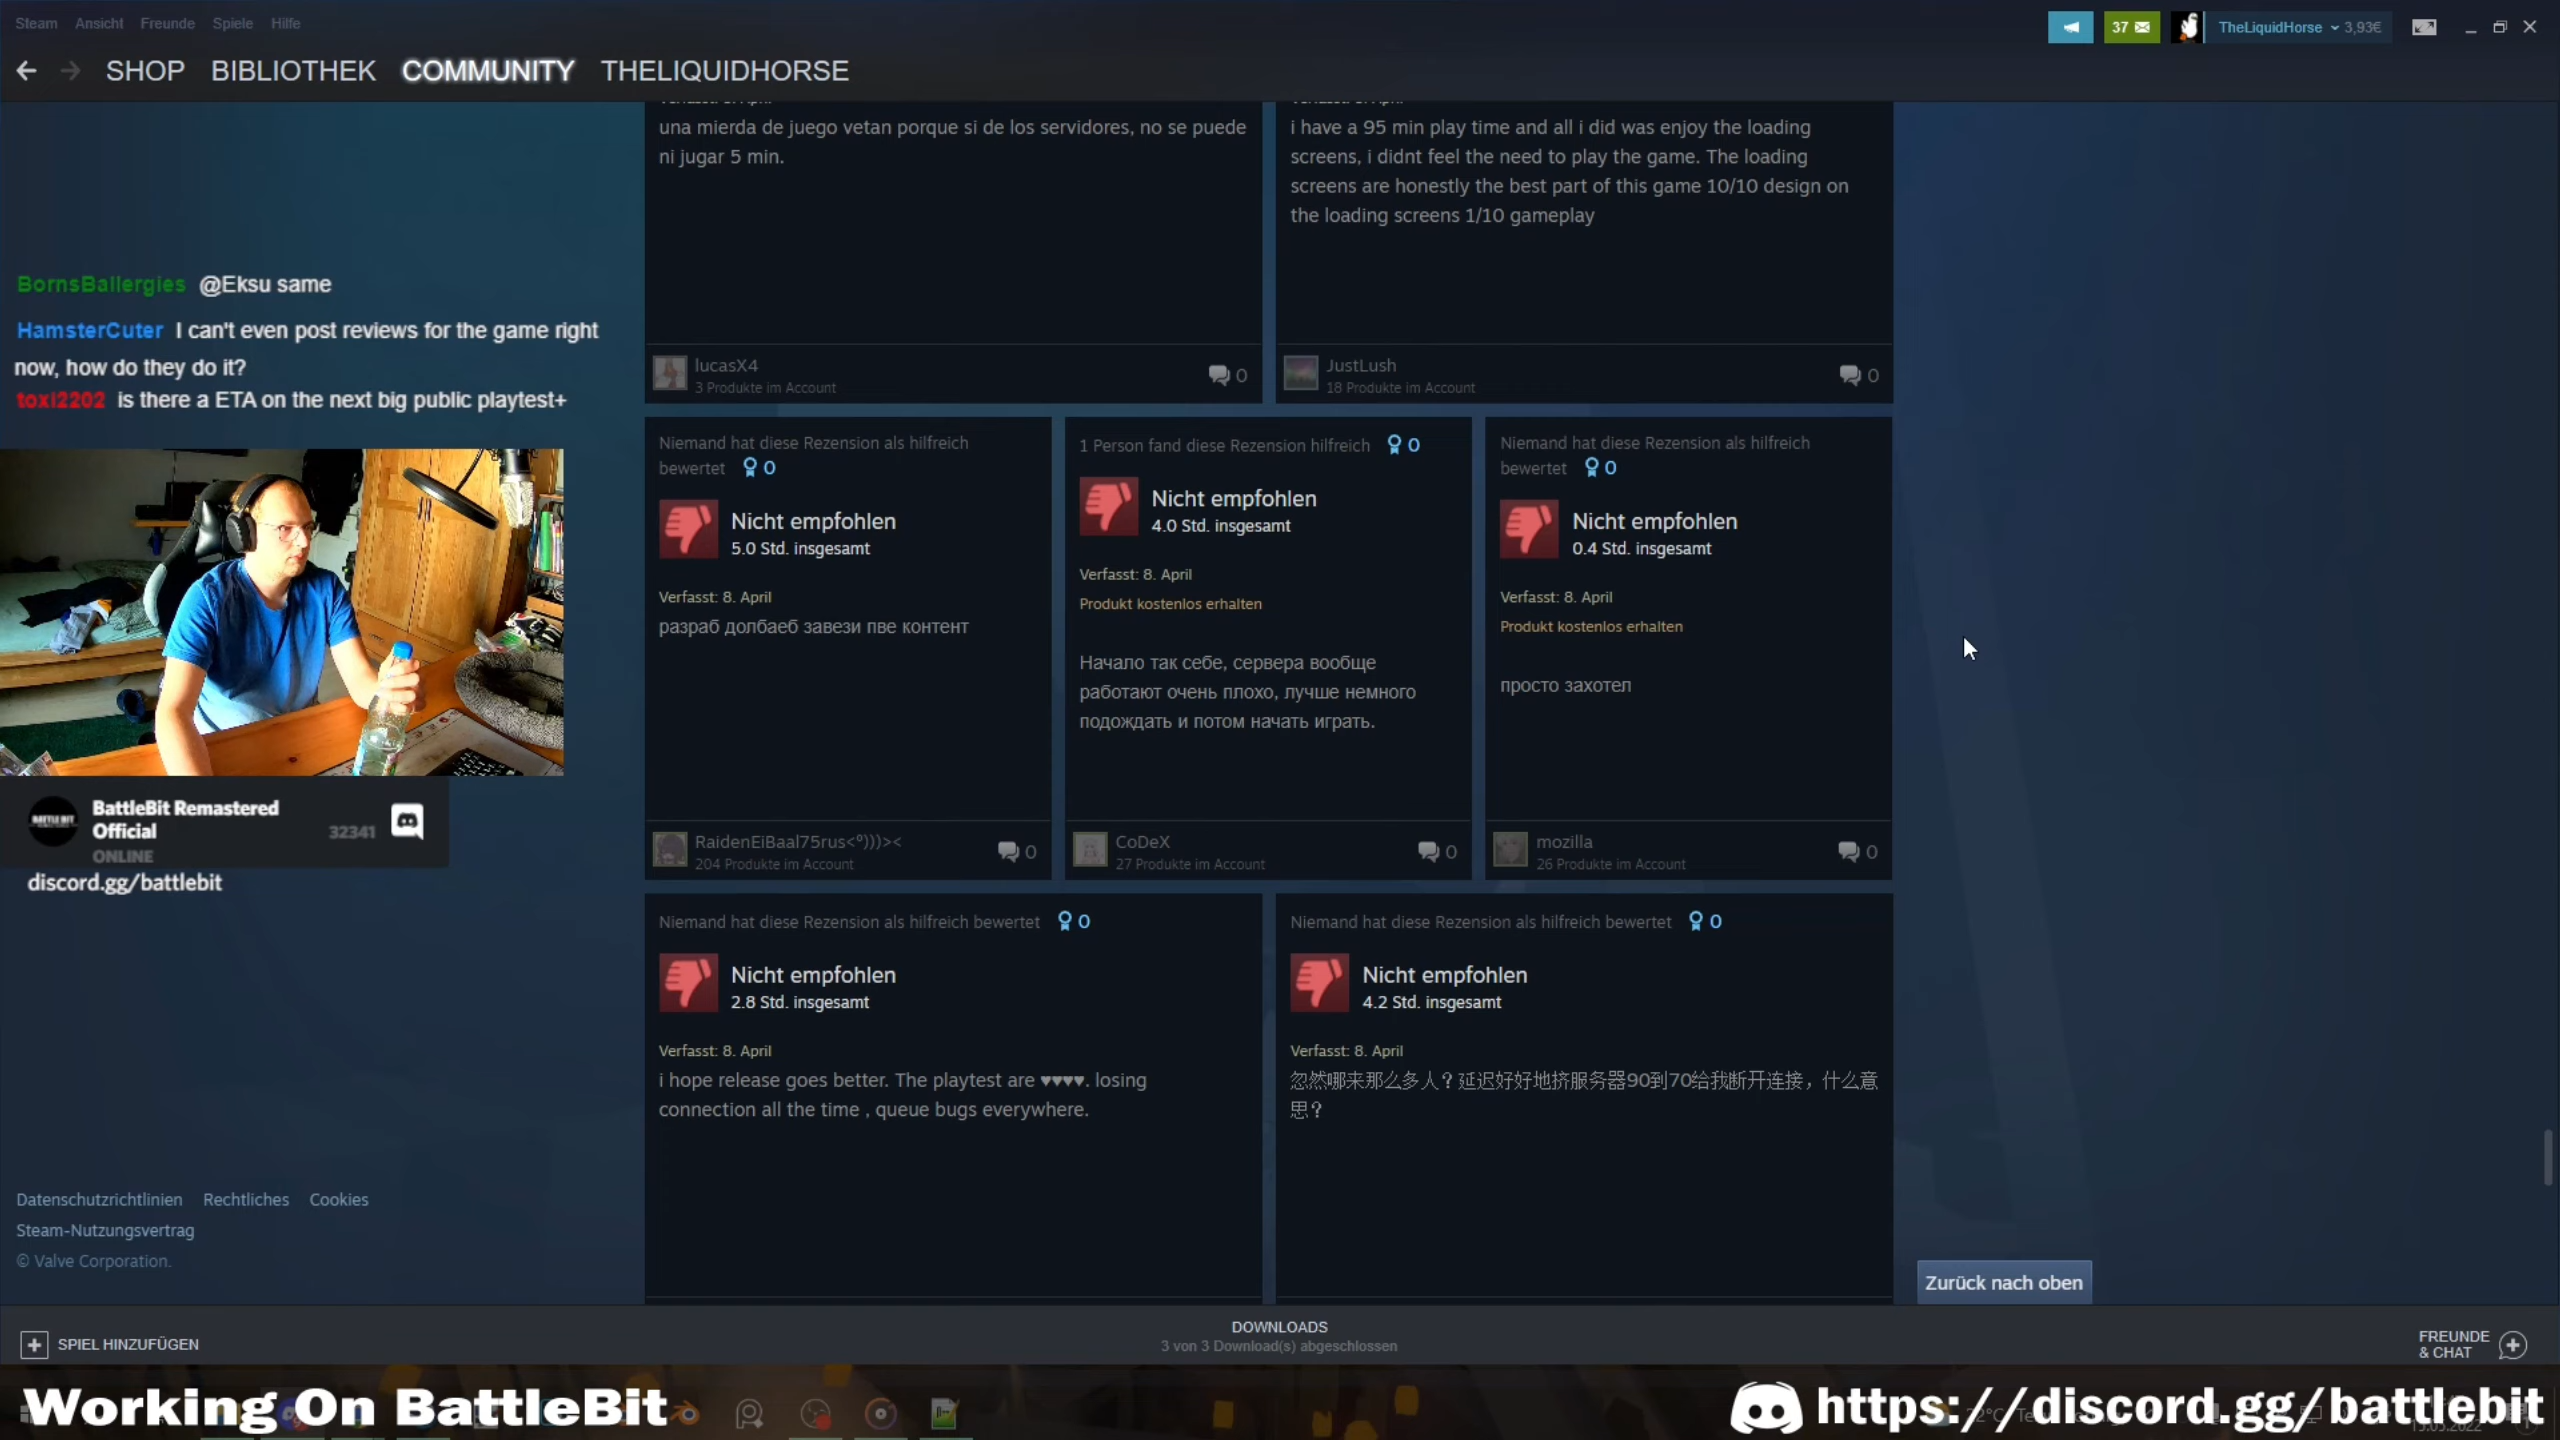 Steam Ansicht Freunde Spiele Hilfe
37
TheLiquidHorse 3,93€
SHOP BIBLIOTHEK COMMUNITY THELIQUIDHORSE
una mierda de juego vetan porque si de los servidores, no se puede
ni jugar 5 min.
lucasX4
3 Produkte im Account
0
i have a 95 min play time and all i did was enjoy the loading
screens, i didnt feel the need to play the game. The loading
screens are honestly the best part of this game 10/10 design on
the loading screens 1/10 gameplay
JustLush
18 Produkte im Account
0
BornsBallergies @Eksu same
HamsterCuter I can't even post reviews for the game right
now, how do they do it?
toxi2202 is there a ETA on the next big public playtest+
Niemand hat diese Rezension als hilfreich
bewertet 0
Nicht empfohlen
5.0 Std. insgesamt
Verfasst: 8. April
разраб долбаеб завези пве контент
RaidenEiBaal75rus<°)))><
204 Produkte im Account
0
1 Person fand diese Rezension hilfreich 0
Nicht empfohlen
4.0 Std. insgesamt
Verfasst: 8. April
Produkt kostenlos erhalten
Начало так себе, сервера вообще
работают очень плохо, лучше немного
подождать и потом начать играть.
CoDeX
27 Produkte im Account
0
Niemand hat diese Rezension als hilfreich
bewertet 0
Nicht empfohlen
0.4 Std. insgesamt
Verfasst: 8. April
Produkt kostenlos erhalten
просто захотел
mozilla
26 Produkte im Account
0
BATTLE BIT
BattleBit Remastered
Official
32341
ONLINE
discord.gg/battlebit
Niemand hat diese Rezension als hilfreich bewertet 0
Nicht empfohlen
2.8 Std. insgesamt
Verfasst: 8. April
i hope release goes better. The playtest are ♥♥♥♥. losing
connection all the time , queue bugs everywhere.
Niemand hat diese Rezension als hilfreich bewertet 0
Nicht empfohlen
4.2 Std. insgesamt
Verfasst: 8. April
忽然哪来那么多人？延迟好好地挤服务器90到70给我断开连接，什么意
思？
Datenschutzrichtlinien Rechtliches Cookies
Steam-Nutzungsvertrag
© Valve Corporation.
Zurück nach oben
SPIEL HINZUFÜGEN
DOWNLOADS
3 von 3 Download(s) abgeschlossen
FREUNDE
& CHAT
Working On BattleBit
https://discord.gg/battlebit